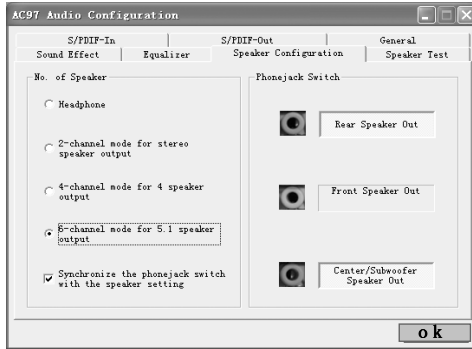 AC97 Audio Configuration
S/PDIF-In
S/PDIF-Out
General
Sound Effect
Equalizer
Speaker Configuration
Speaker Test
No. of Speaker
Headphone
2-channel mode for stereo
speaker output
4-channel mode for 4 speaker
output
6-channel mode for 5.1 speaker
output
Synchronize the phonejack switch
with the speaker setting
Phonejack Switch
Rear Speaker Out
Front Speaker Out
Center/Subwoofer
Speaker Out
ok